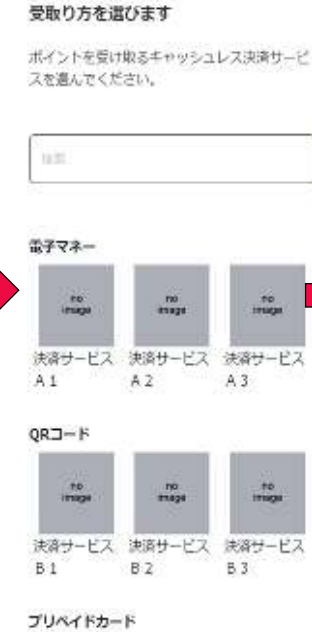 受取り方を選びます
ポイントを受け取るキャッシュレス決済サービ
スを選んでください。
検索
電子マネー
no image
no image
no image
決済サービス A1
決済サービス A2
決済サービス A3
QRコード
no image
no image
no image
決済サービス B1
決済サービス B2
決済サービス B3
プリペイドカード